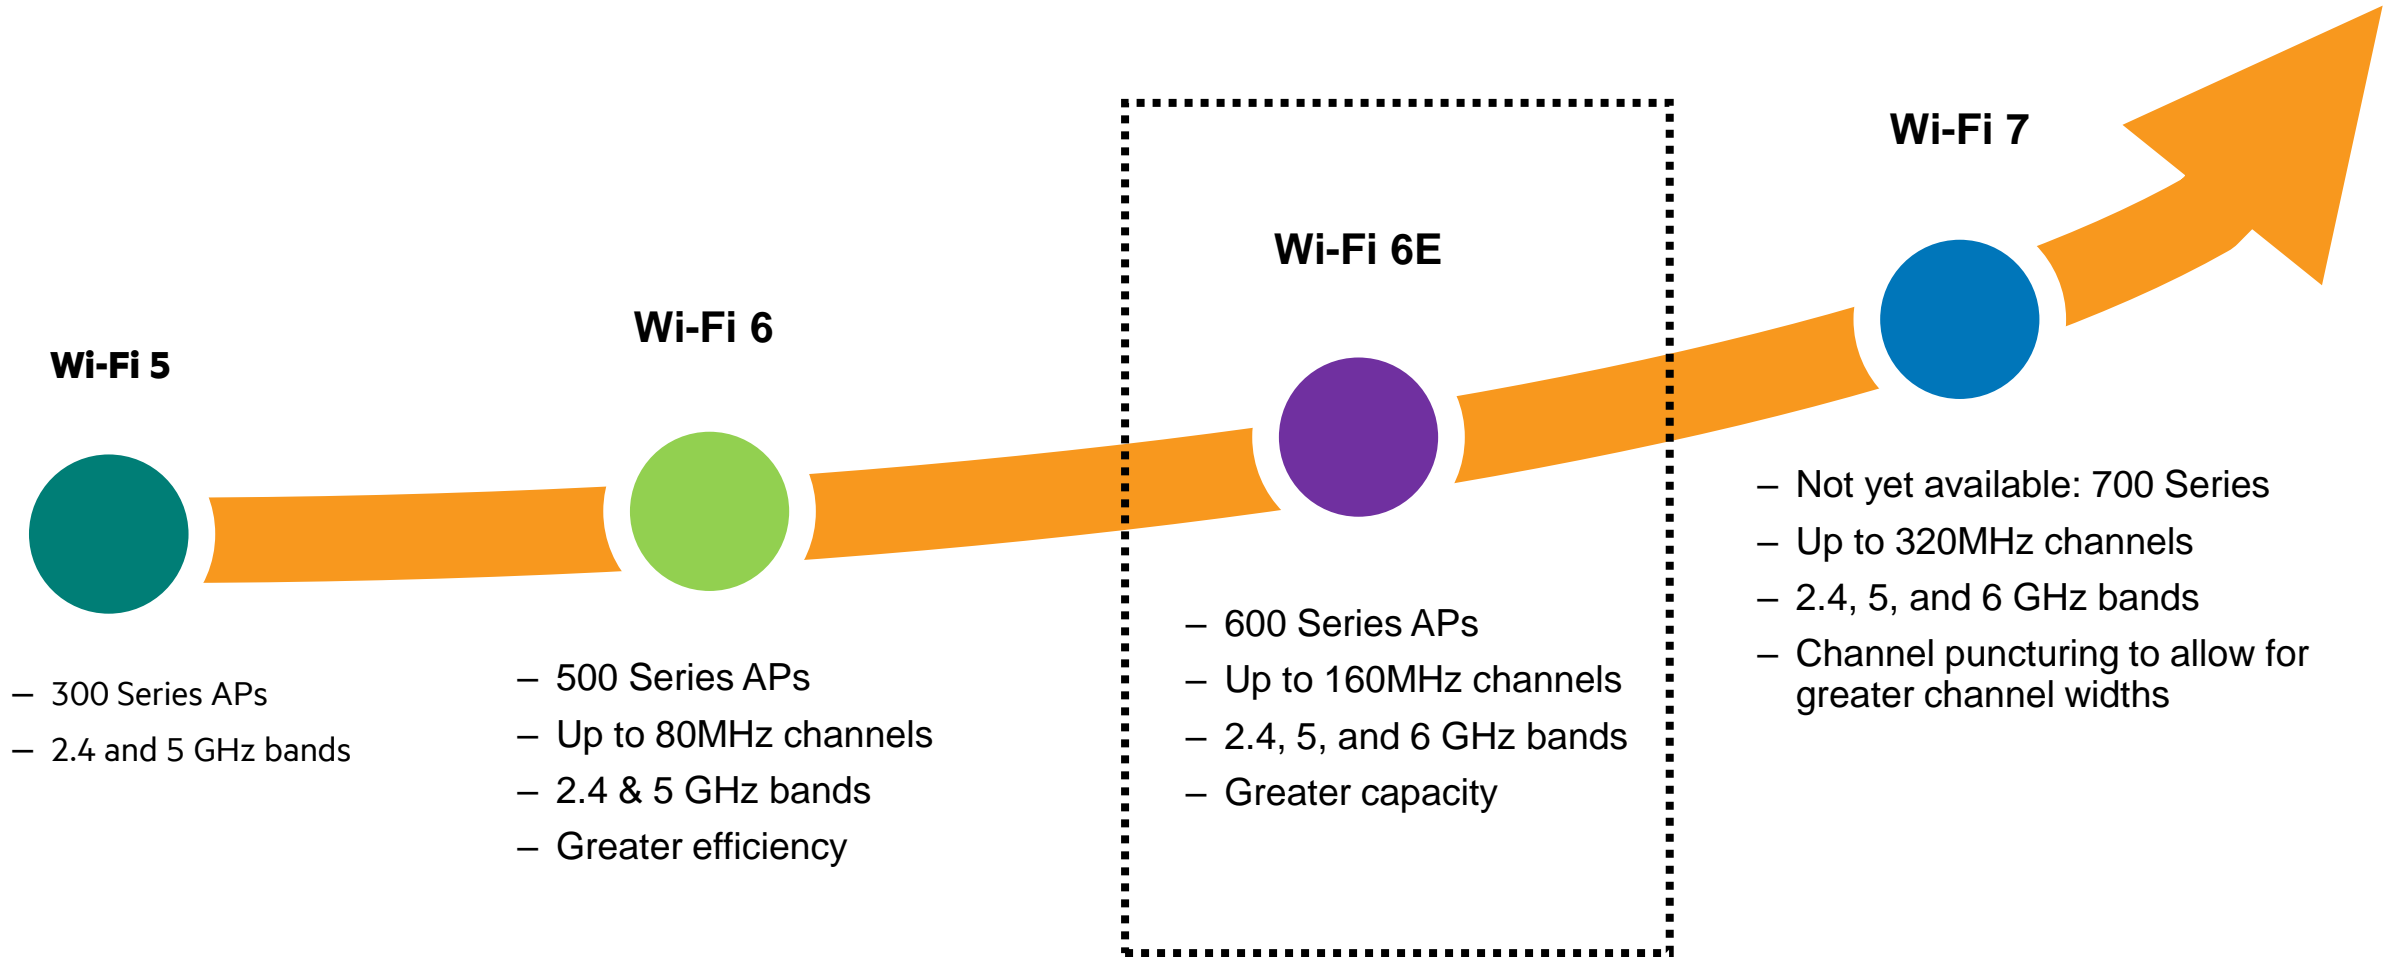 Wi-Fi 5
– 300 Series APs
– 2.4 and 5 GHz bands
Wi-Fi 6
– 500 Series APs
– Up to 80MHz channels
– 2.4 & 5 GHz bands
– Greater efficiency
Wi-Fi 6E
– 600 Series APs
– Up to 160MHz channels
– 2.4, 5, and 6 GHz bands
– Greater capacity
Wi-Fi 7
– Not yet available: 700 Series
– Up to 320MHz channels
– 2.4, 5, and 6 GHz bands
– Channel puncturing to allow for
greater channel widths